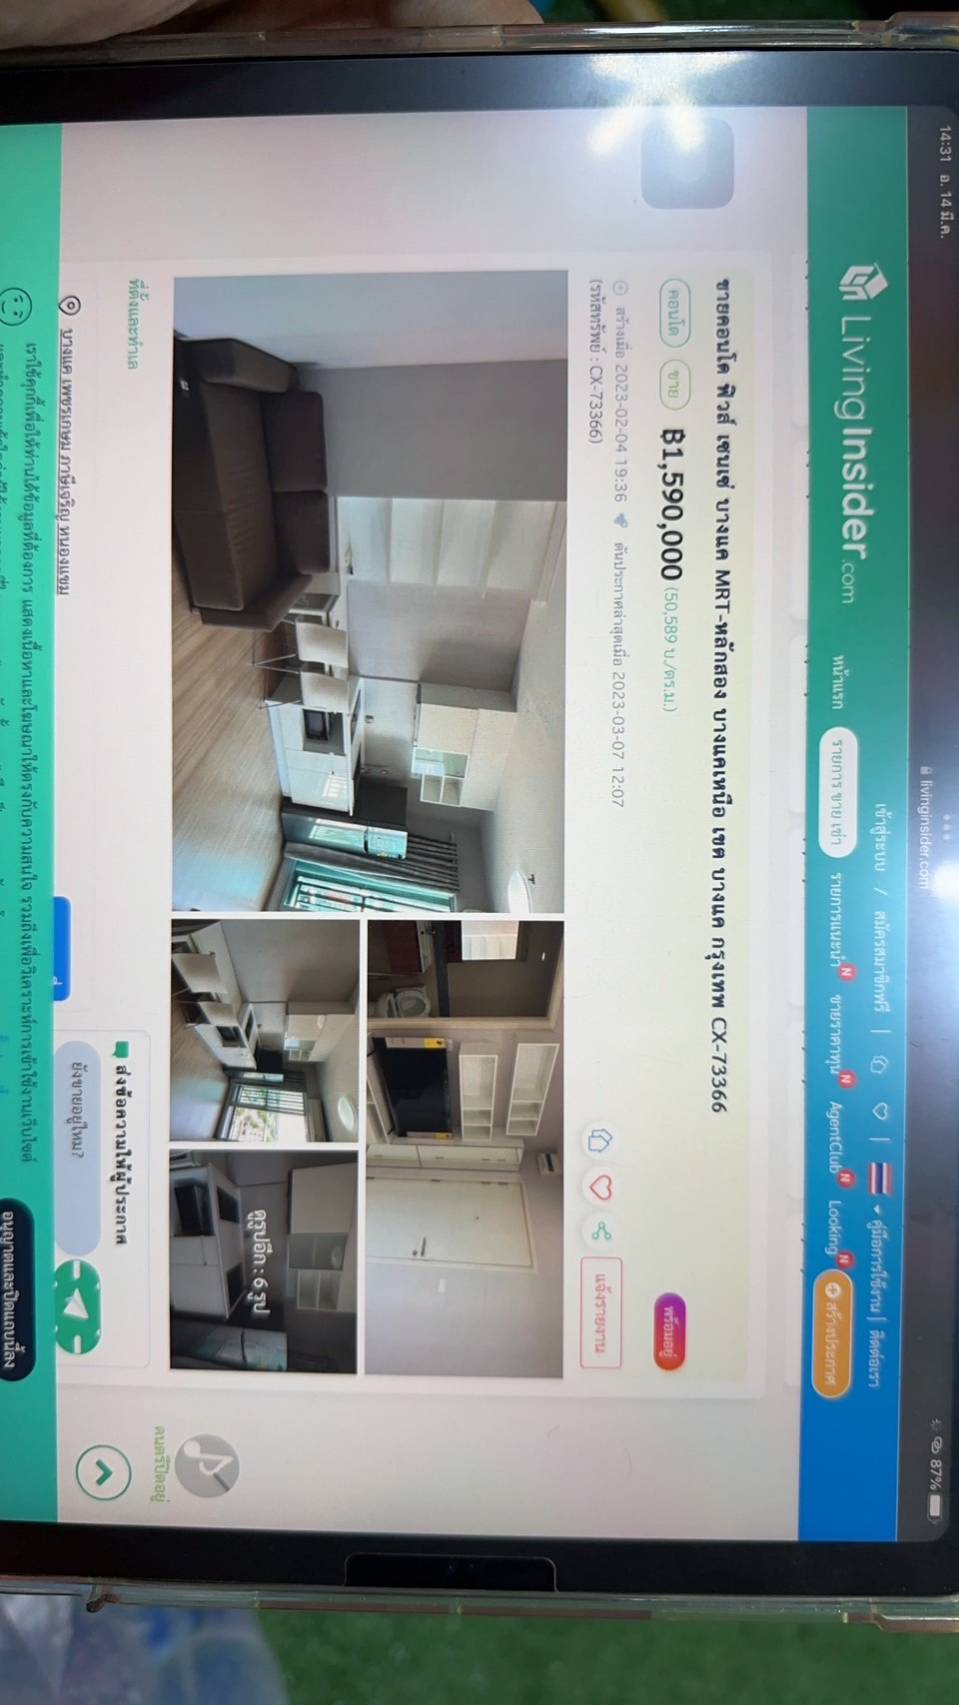 14:31 อ. 14 มี.ค.
livinginsider.com
87%
เข้าสู่ระบบ / สมัครสมาชิกฟรี | | คู่มือการใช้งาน | ติดต่อเรา
LivingInsider.com
หน้าแรก รายการ ขาย เช่า รายการแนะนำ N ขายราคาทุน N AgentClub N Looking N สร้างประกาศ
ขายคอนโด ฟิวส์ เซนเซ่ บางแค MRT-หลักสอง บางแคเหนือ เขต บางแค กรุงเทพ CX-73366
คอนโด ขาย ฿1,590,000 (50,589 บ./ตร.ม.) พร้อมอยู่
สร้างเมื่อ 2023-02-04 19:36 ดันประกาศล่าสุดเมื่อ 2023-03-07 12:07
(รหัสทรัพย์ : CX-73366)
แจ้งรายงาน
ดูรูปอีก : 6 รูป
คนตรีปิดอยู่
ที่ตั้งและทำเล
ส่งข้อความให้ผู้ประกาศ
บางแค เพชรเกษม ภาษีเจริญ หนองแขม
ยังขายอยู่ไหม?
เราใช้คุกกี้เพื่อให้ท่านได้ข้อมูลที่ต้องการ แสดงเนื้อหาและโฆษณาให้ตรงกับความสนใจ รวมถึงเพื่อวิเคราะห์การเข้าใช้งานเว็บไซต์
อนุญาตและปิดแถบนี้ลง